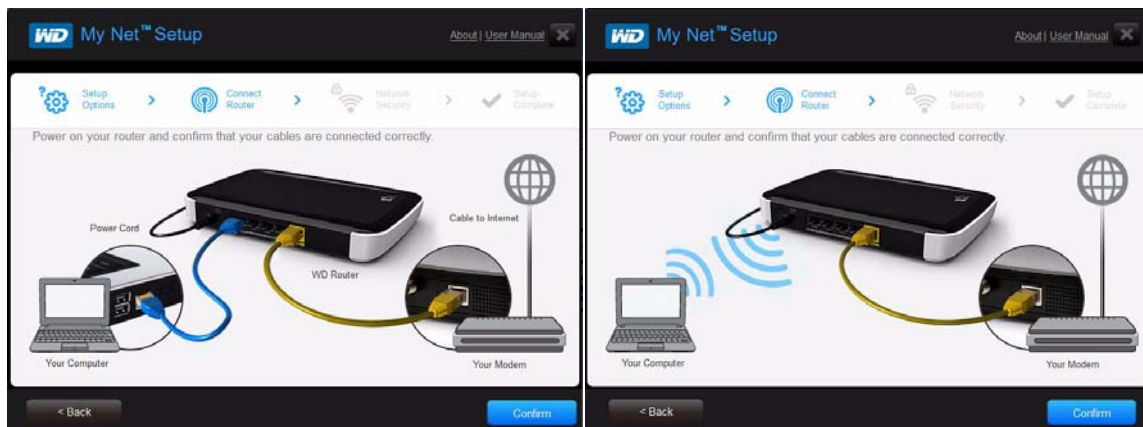 WD My Net™ Setup
About | User Manual
Setup Options > Connect Router > Network Security > Setup Complete
Power on your router and confirm that your cables are connected correctly.
Power Cord
Cable to Internet
WD Router
Your Computer
Your Modem
< Back
Confirm
WD My Net™ Setup
About | User Manual
Setup Options > Connect Router > Network Security > Setup Complete
Power on your router and confirm that your cables are connected correctly.
Your Computer
Your Modem
< Back
Confirm